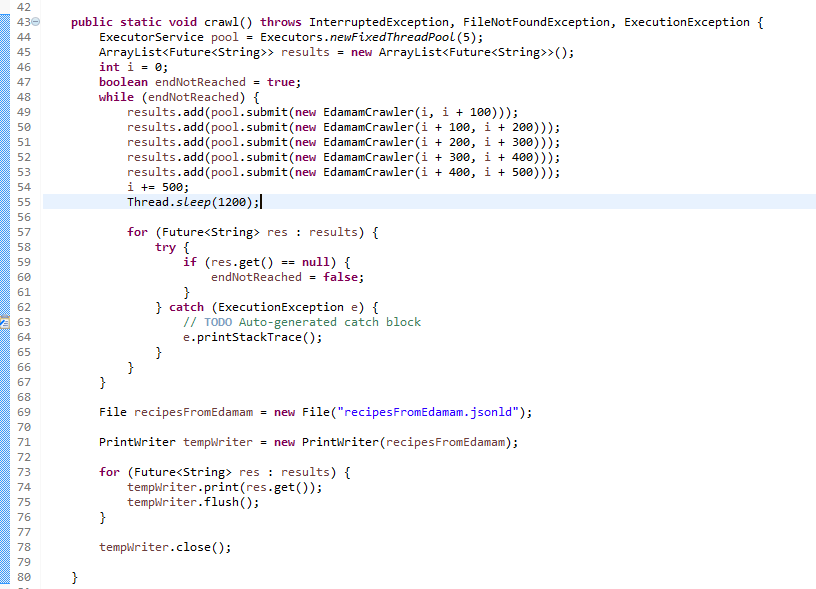 42
43 public static void crawl() throws InterruptedException, FileNotFoundException, ExecutionException {
44 ExecutorService pool = Executors.newFixedThreadPool(5);
45 ArrayList<Future<String>> results = new ArrayList<Future<String>>();
46 int i = 0;
47 boolean endNotReached = true;
48 while (endNotReached) {
49 results.add(pool.submit(new EdamamCrawler(i, i + 100)));
50 results.add(pool.submit(new EdamamCrawler(i + 100, i + 200)));
51 results.add(pool.submit(new EdamamCrawler(i + 200, i + 300)));
52 results.add(pool.submit(new EdamamCrawler(i + 300, i + 400)));
53 results.add(pool.submit(new EdamamCrawler(i + 400, i + 500)));
54 i += 500;
55 Thread.sleep(1200);
56
57 for (Future<String> res : results) {
58 try {
59 if (res.get() == null) {
60 endNotReached = false;
61 }
62 } catch (ExecutionException e) {
63 // TODO Auto-generated catch block
64 e.printStackTrace();
65 }
66 }
67 }
68
69 File recipesFromEdamam = new File("recipesFromEdamam.jsonld");
70
71 PrintWriter tempWriter = new PrintWriter(recipesFromEdamam);
72
73 for (Future<String> res : results) {
74 tempWriter.print(res.get());
75 tempWriter.flush();
76 }
77
78 tempWriter.close();
79
80 }